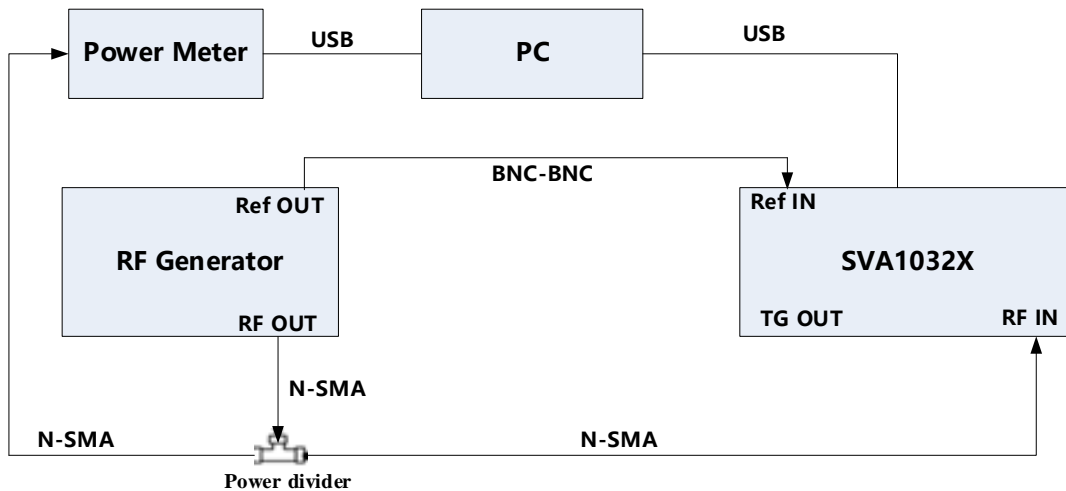 Power Meter
USB
PC
USB
BNC-BNC
Ref OUT
Ref IN
RF Generator
SVA1032X
RF OUT
TG OUT
RF IN
N-SMA
N-SMA
N-SMA
Power divider